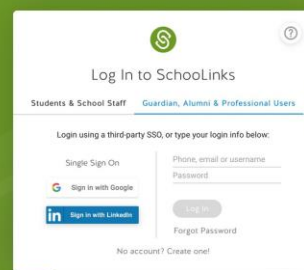 Log In to SchooLinks
Students & School Staff Guardian, Alumni & Professional Users
Login using a third-party SSO, or type your login info below:
Single Sign On
Phone, email or username
Password
Sign in with Google
Sign in with LinkedIn
Log In
Forgot Password
No account? Create one!